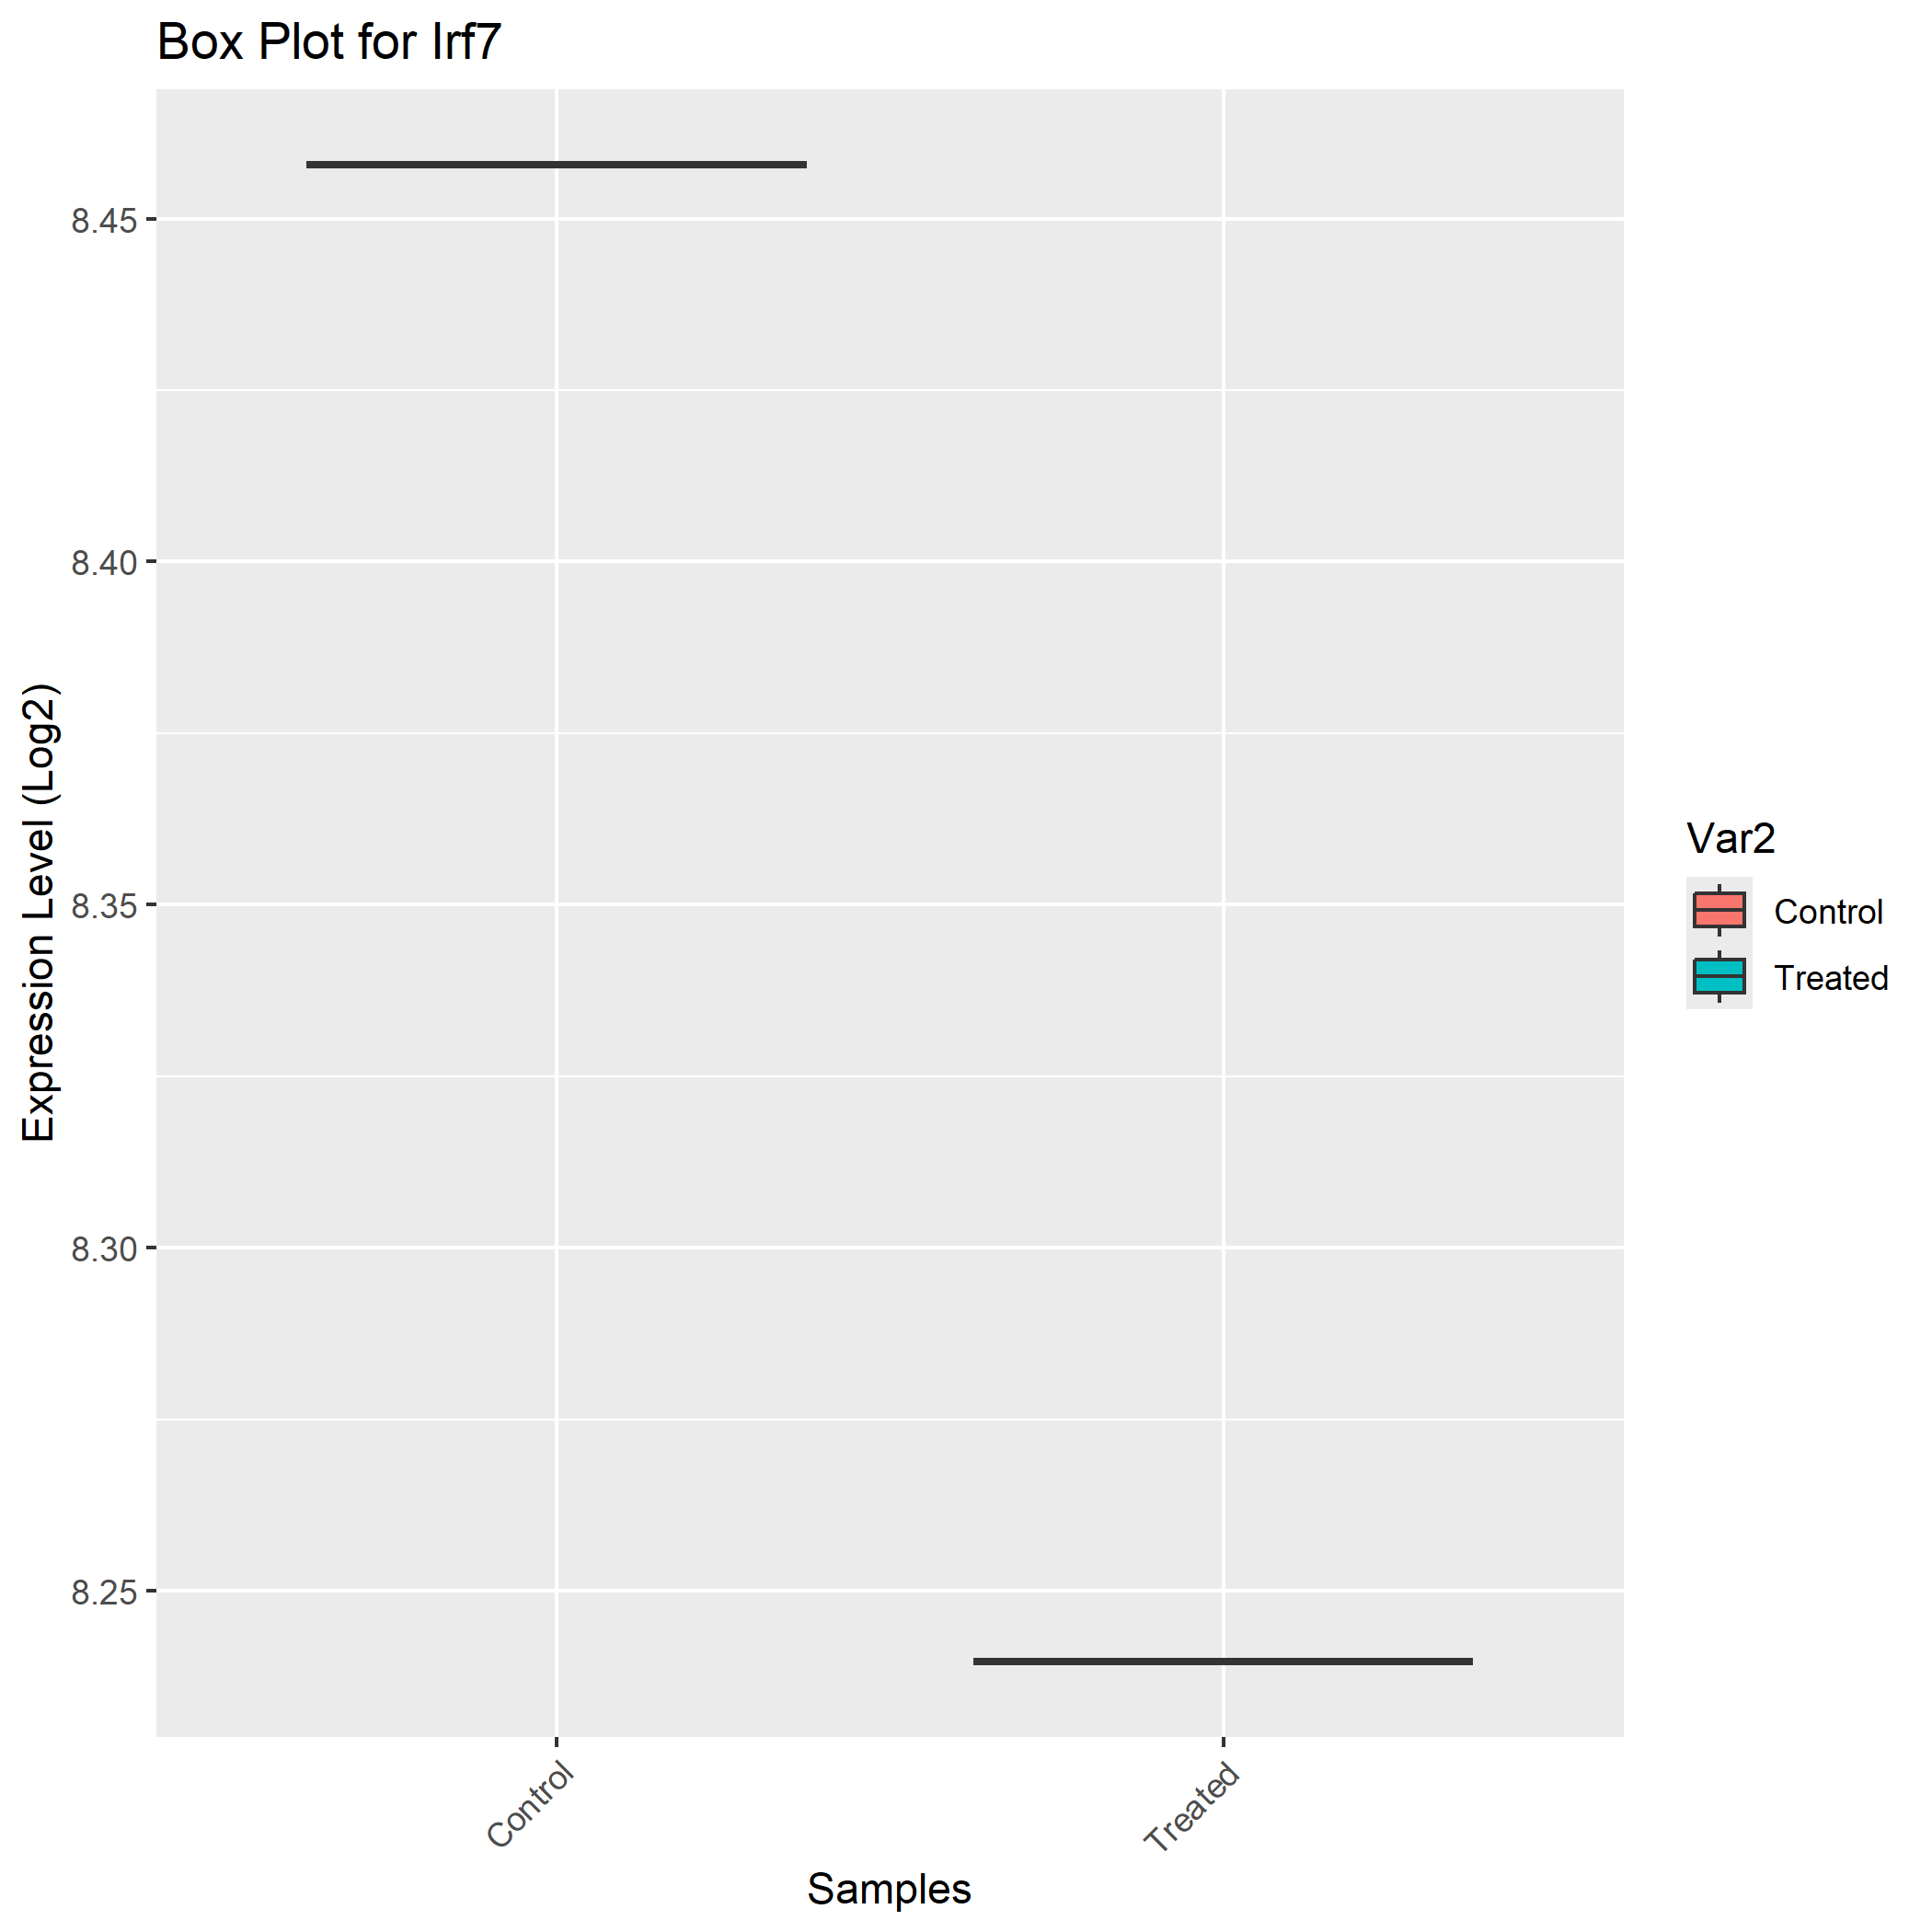 Box Plot for Irf7
Expression Level (Log2)
8.45
8.40
8.35
8.30
8.25
Control
Treated
Samples
Var2
Control
Treated